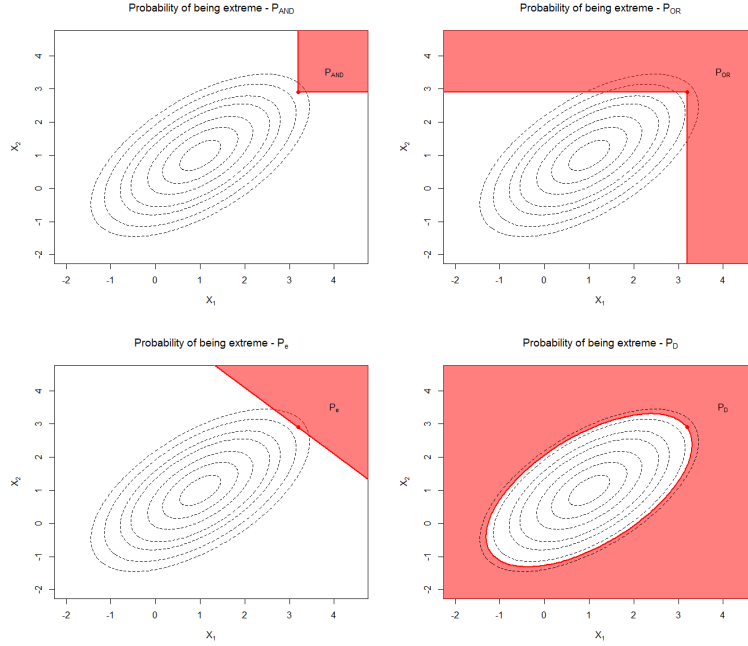 Probability of being extreme - P_AND
X_2
4
3
2
1
0
-1
-2
P_AND
-2 -1 0 1 2 3 4
X_1
Probability of being extreme - P_OR
X_2
4
3
2
1
0
-1
-2
P_OR
-2 -1 0 1 2 3 4
X_1
Probability of being extreme - P_e
X_2
4
3
2
1
0
-1
-2
P_e
-2 -1 0 1 2 3 4
X_1
Probability of being extreme - P_D
X_2
4
3
2
1
0
-1
-2
P_D
-2 -1 0 1 2 3 4
X_1